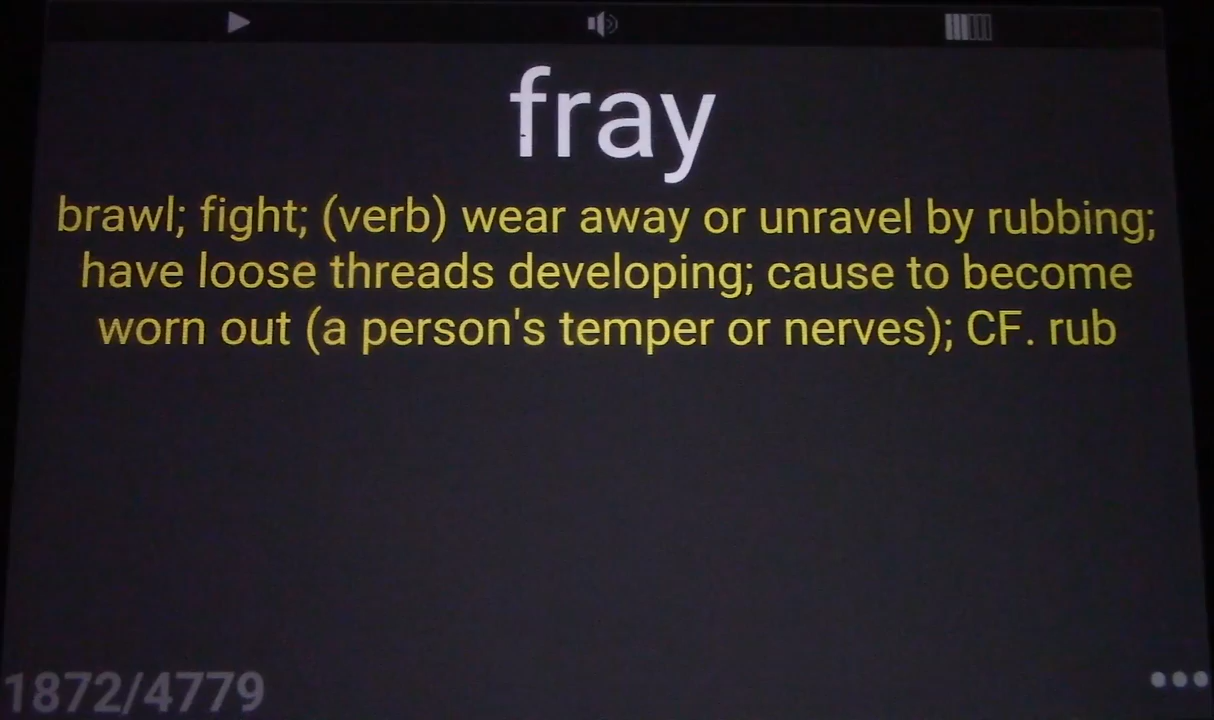 fray
brawl; fight; (verb) wear away or unravel by rubbing;
have loose threads developing; cause to become
worn out (a person's temper or nerves); CF. rub
1872/4779